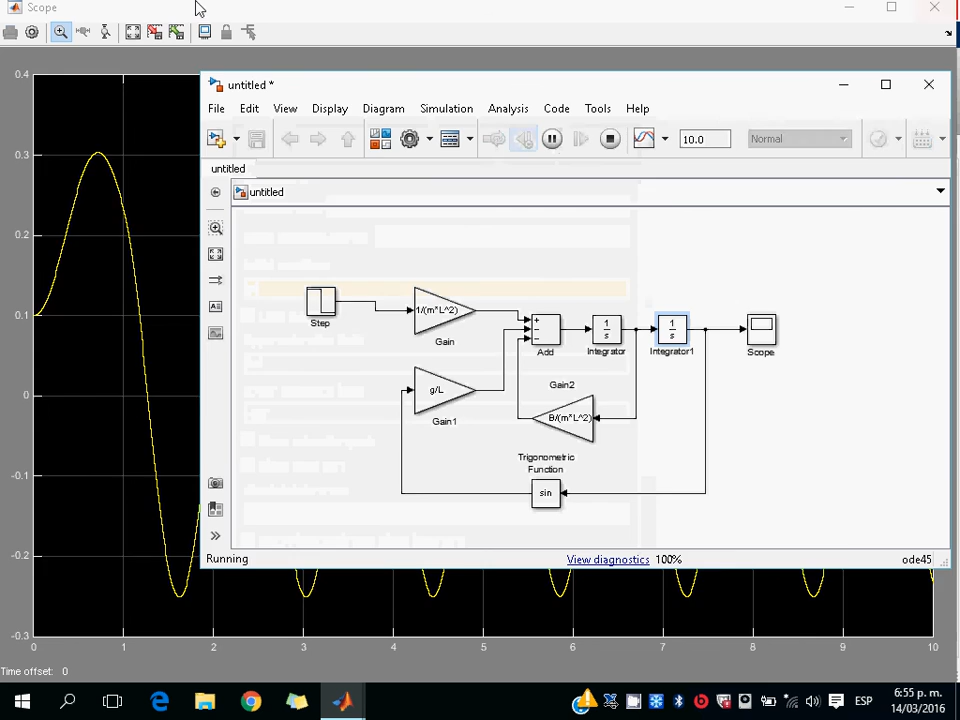 Scope
0.4
0.3
0.2
0.1
0
-0.1
-0.2
-0.3
0
1
2
3
4
5
6
7
8
9
10
Time offset: 0
untitled *
File Edit View Display Diagram Simulation Analysis Code Tools Help
10.0
Normal
untitled
untitled
Step
1/(m*L^2)
Gain
+
−
−
Add
1
s
Integrator
1
s
Integrator1
Scope
g/L
Gain1
Gain2
B/(m*L^2)
Trigonometric
Function
sin
Running
View diagnostics 100%
ode45
ESP
6:55 p. m.
14/03/2016